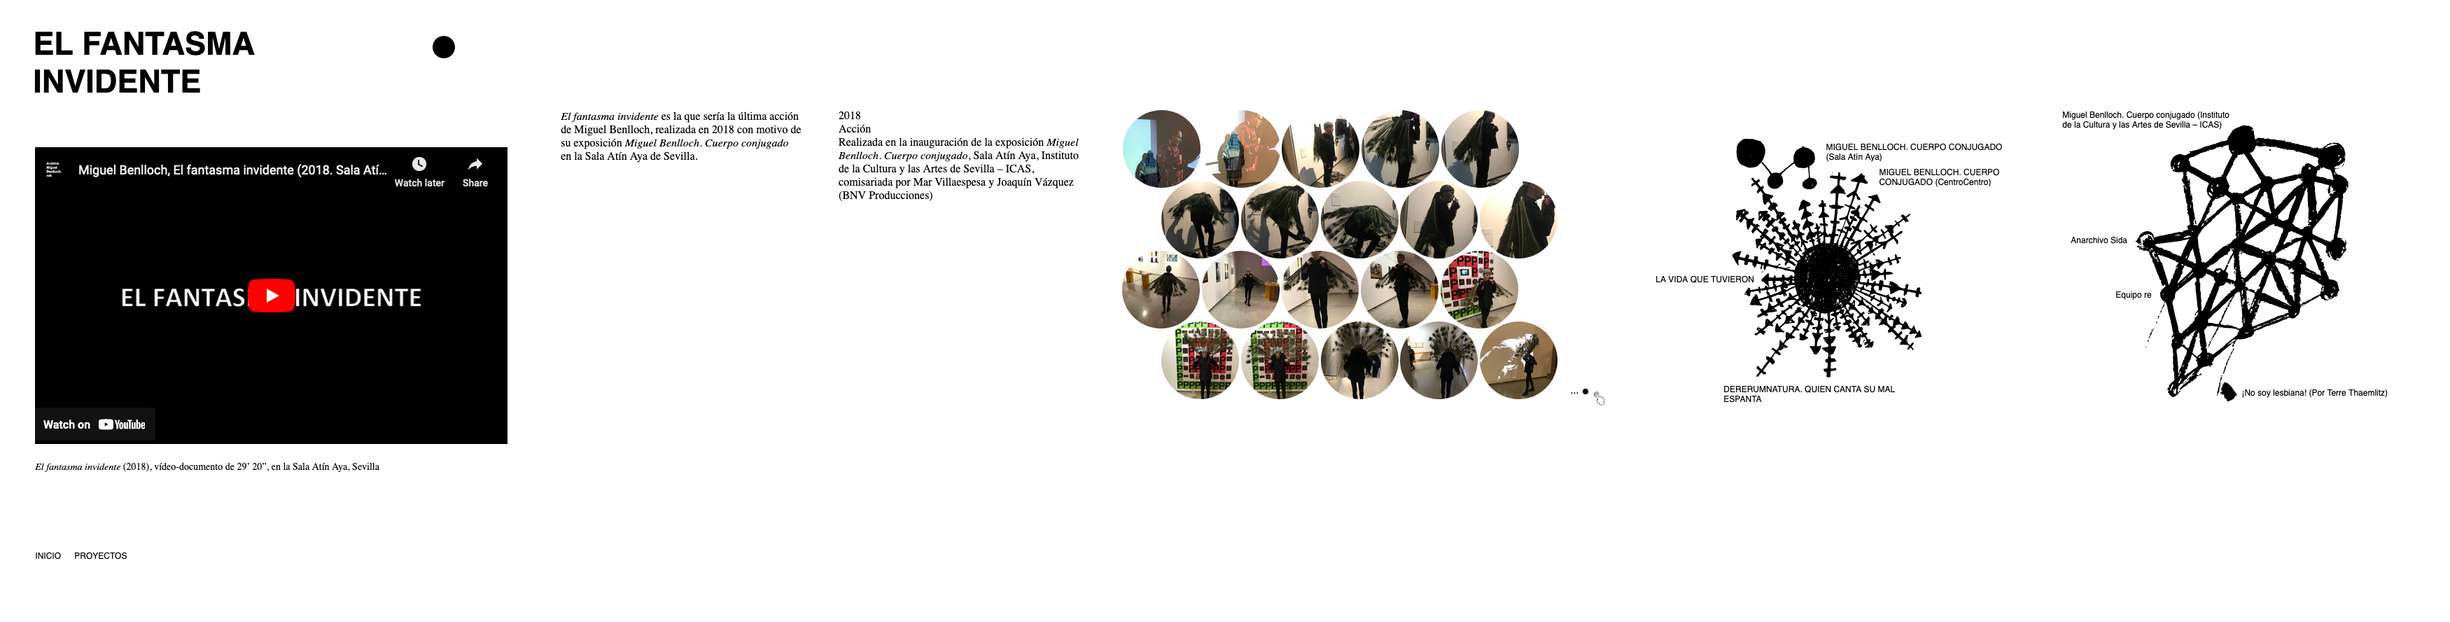 EL FANTASMA
INVIDENTE
Archivo
Miguel
Benlloch.
net
Miguel Benlloch, El fantasma invidente (2018. Sala Atí...
Watch later
Share
EL FANTAS INVIDENTE
Watch on YouTube
El fantasma invidente (2018), vídeo-documento de 29’ 20”, en la Sala Atín Aya, Sevilla
El fantasma invidente es la que sería la última acción
de Miguel Benlloch, realizada en 2018 con motivo de
su exposición Miguel Benlloch. Cuerpo conjugado
en la Sala Atín Aya de Sevilla.
2018
Acción
Realizada en la inauguración de la exposición Miguel
Benlloch. Cuerpo conjugado, Sala Atín Aya, Instituto
de la Cultura y las Artes de Sevilla – ICAS,
comisariada por Mar Villaespesa y Joaquín Vázquez
(BNV Producciones)
...
MIGUEL BENLLOCH. CUERPO CONJUGADO
(Sala Atín Aya)
MIGUEL BENLLOCH. CUERPO
CONJUGADO (CentroCentro)
LA VIDA QUE TUVIERON
DERERUMNATURA. QUIEN CANTA SU MAL
ESPANTA
Miguel Benlloch. Cuerpo conjugado (Instituto
de la Cultura y las Artes de Sevilla – ICAS)
Anarchivo Sida
Equipo re
¡No soy lesbiana! (Por Terre Thaemlitz)
INICIO PROYECTOS